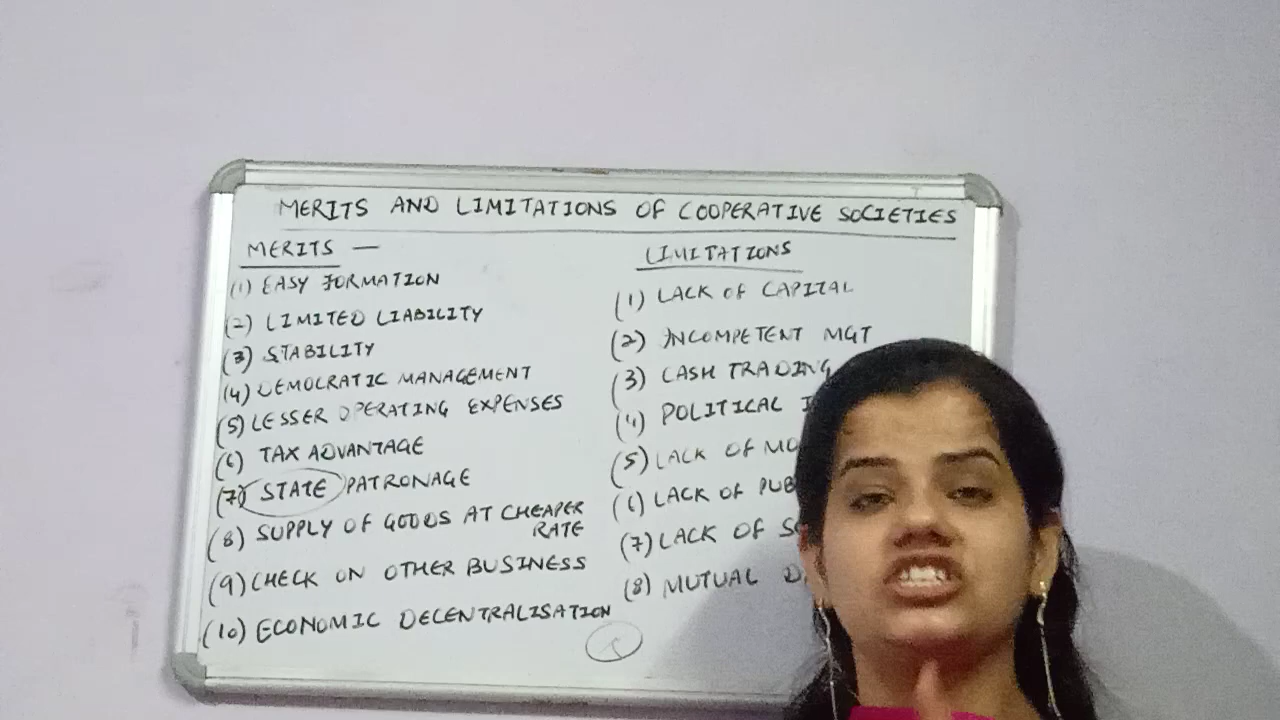 MERITS AND LIMITATIONS OF COOPERATIVE SOCIETIES
MERITS —
(1) EASY FORMATION
(2) LIMITED LIABILITY
(3) STABILITY
(4) DEMOCRATIC MANAGEMENT
(5) LESSER OPERATING EXPENSES
(6) TAX ADVANTAGE
(7) STATE PATRONAGE
(8) SUPPLY OF GOODS AT CHEAPER
RATE
(9) CHECK ON OTHER BUSINESS
(10) ECONOMIC DECENTRALISATION
LIMITATIONS
(1) LACK OF CAPITAL
(2) INCOMPETENT MGT
(3) CASH TRADING
(4) POLITICAL
(5) LACK OF
(6) LACK OF
(7) LACK OF
(8) MUTUAL